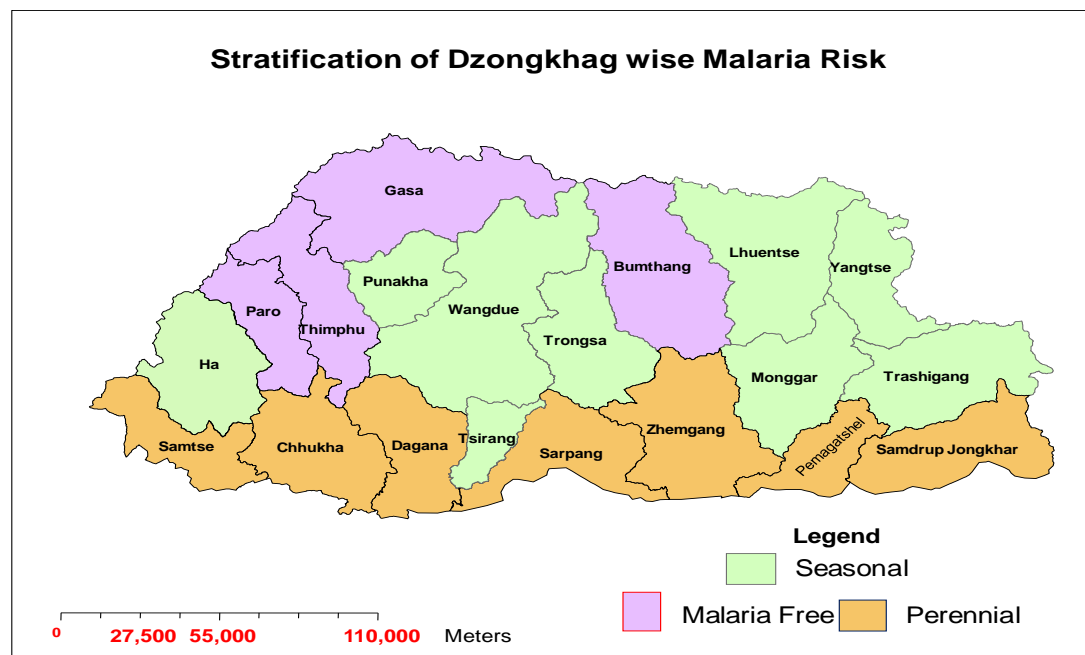 Stratification of Dzongkhag wise Malaria Risk
Gasa
Punakha
Bumthang
Lhuentse
Yangtse
Paro
Thimphu
Wangdue
Trongsa
Ha
Monggar
Trashigang
Samtse
Chhukha
Dagana
Tsirang
Sarpang
Zhemgang
Pemagatshel
Samdrup Jongkhar
Legend
Seasonal
Malaria Free
Perennial
0 27,500 55,000 110,000 Meters